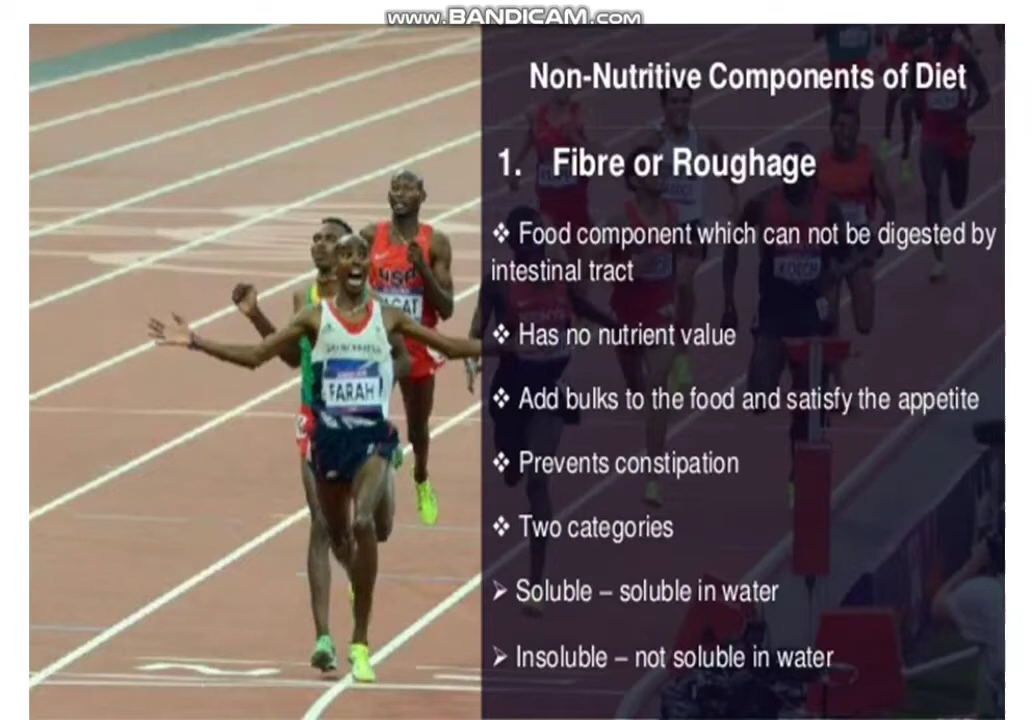 www.BANDICAM.com
Non-Nutritive Components of Diet
1. Fibre or Roughage
❖ Food component which can not be digested by
intestinal tract
❖ Has no nutrient value
❖ Add bulks to the food and satisfy the appetite
❖ Prevents constipation
❖ Two categories
➢ Soluble – soluble in water
➢ Insoluble – not soluble in water
USA
FARAH